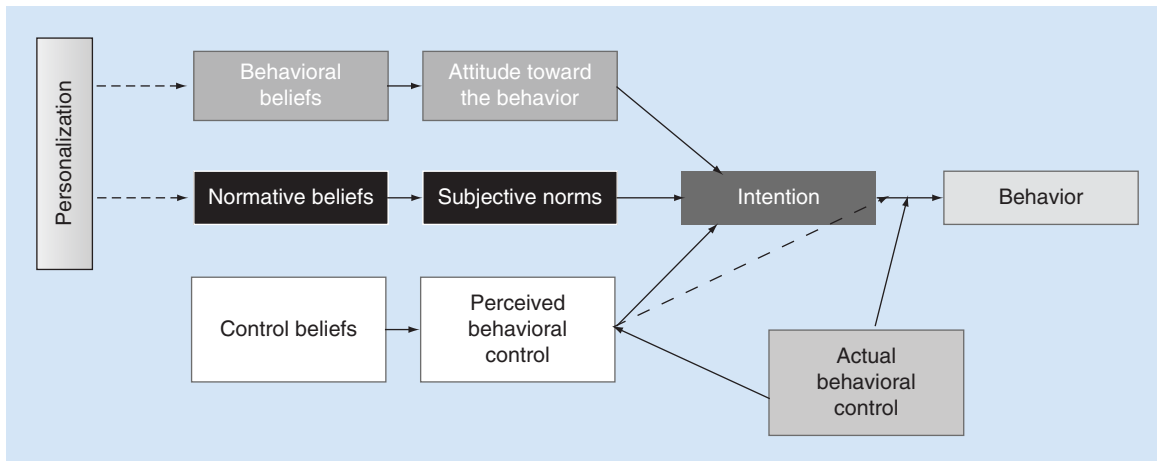 Personalization
Behavioral
beliefs
Attitude toward
the behavior
Normative beliefs
Subjective norms
Intention
Behavior
Control beliefs
Perceived
behavioral
control
Actual
behavioral
control